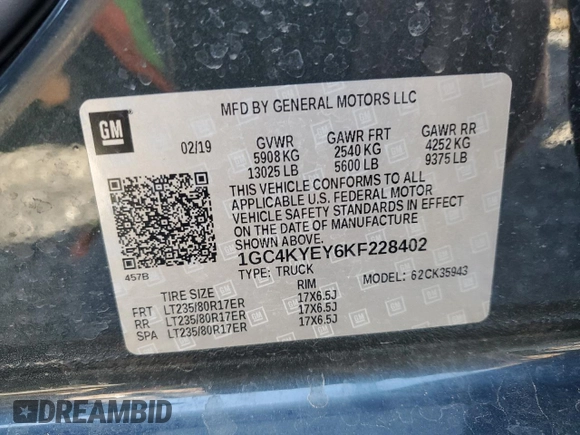 MFD BY GENERAL MOTORS LLC
GM
02/19 GVWR GAWR FRT GAWR RR
5908 KG 2540 KG 4252 KG
13025 LB 5600 LB 9375 LB
THIS VEHICLE CONFORMS TO ALL
APPLICABLE U.S. FEDERAL MOTOR
VEHICLE SAFETY STANDARDS IN EFFECT
ON THE DATE OF MANUFACTURE
SHOWN ABOVE.
457B
1GC4KYEY6KF228402
TYPE: TRUCK MODEL: 62CK35943
TIRE SIZE RIM
FRT LT235/80R17ER 17X6.5J
RR LT235/80R17ER 17X6.5J
SPA LT235/80R17ER 17X6.5J
DREAMBID